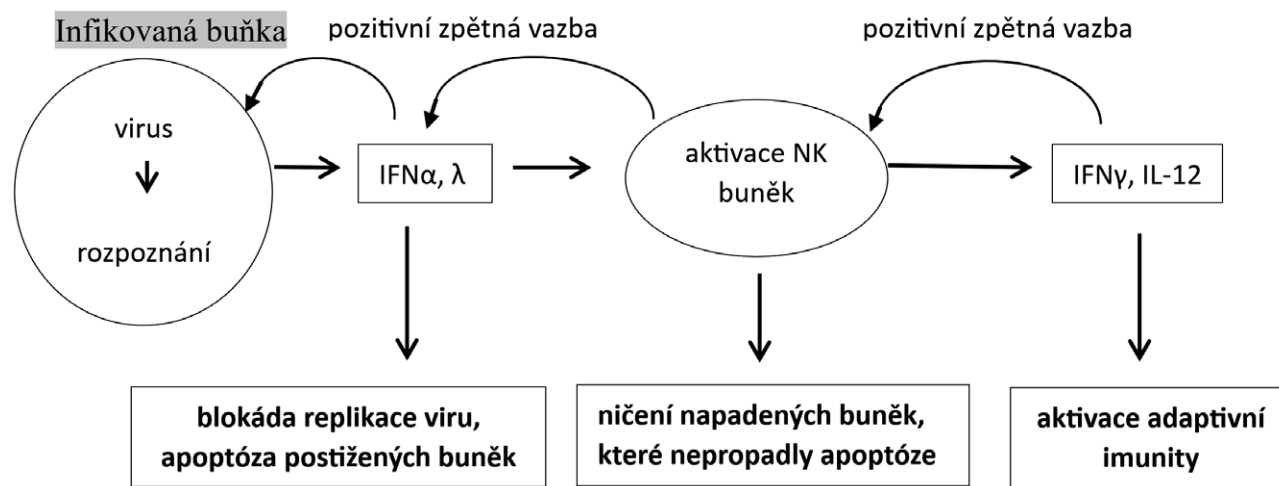 Infikovaná buňka
pozitivní zpětná vazba
pozitivní zpětná vazba
virus
rozpoznání
IFNα, λ
aktivace NK
buněk
IFNγ, IL-12
blokáda replikace viru,
apoptóza postižených buněk
ničení napadených buněk,
které nepropadly apoptóze
aktivace adaptivní
imunity